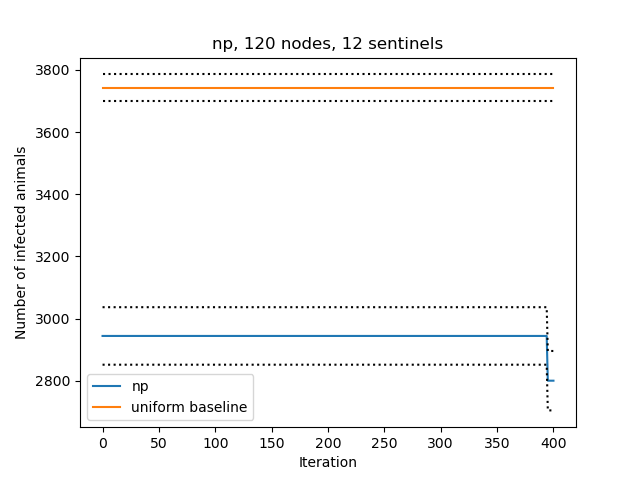 np, 120 nodes, 12 sentinels
Number of infected animals
3800
3600
3400
3200
3000
2800
np
uniform baseline
0 50 100 150 200 250 300 350 400
Iteration